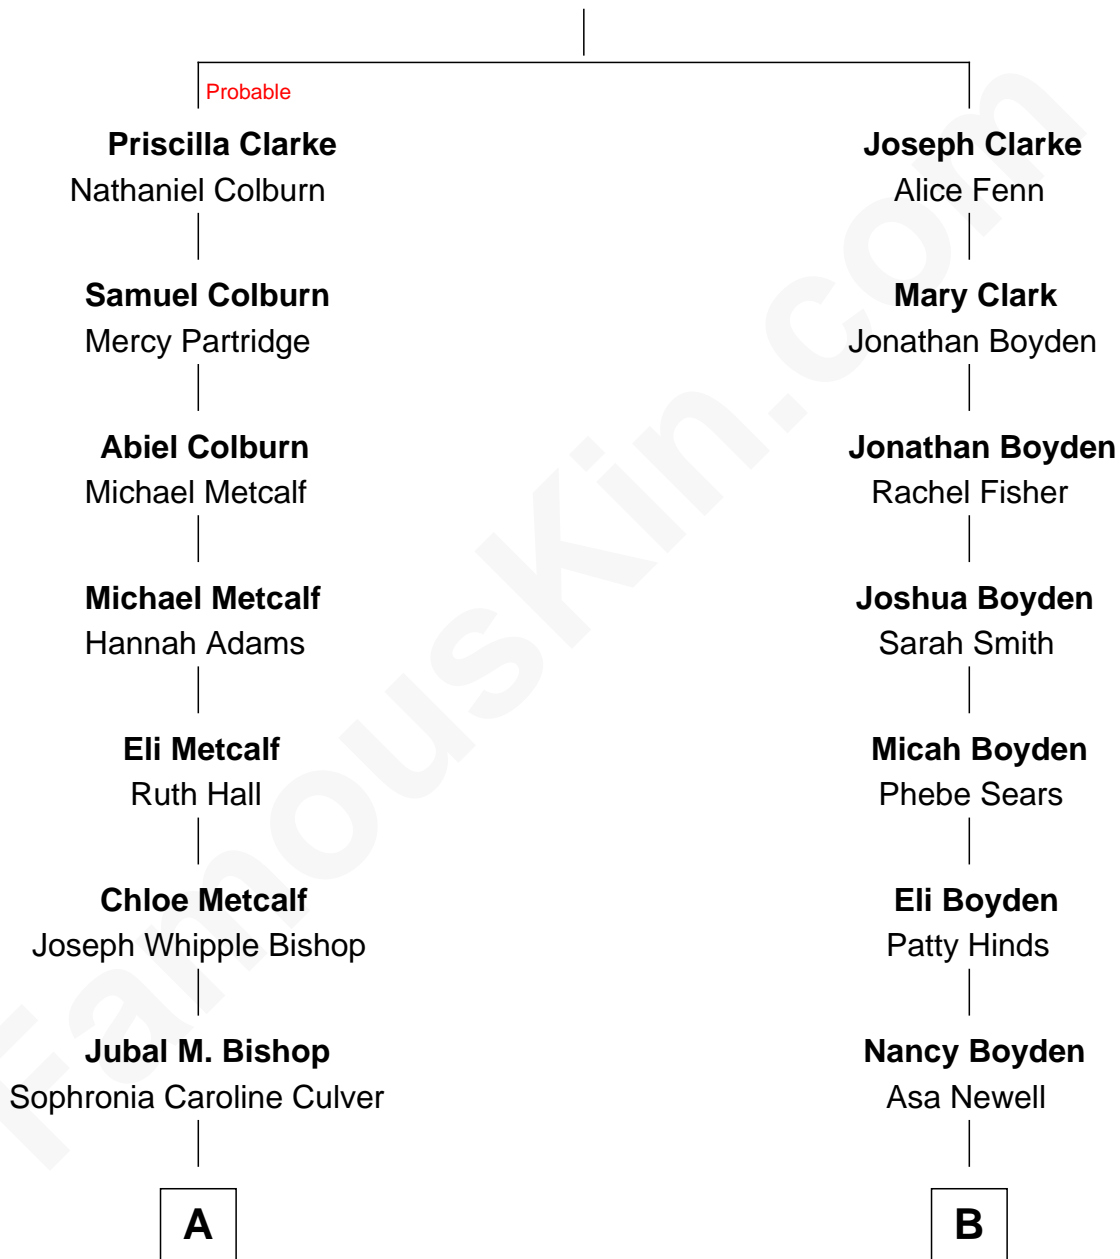 Probable
Priscilla Clarke
Nathaniel Colburn
Joseph Clarke
Alice Fenn
Samuel Colburn
Mercy Partridge
Mary Clark
Jonathan Boyden
Abiel Colburn
Michael Metcalf
Jonathan Boyden
Rachel Fisher
Michael Metcalf
Hannah Adams
Joshua Boyden
Sarah Smith
Eli Metcalf
Ruth Hall
Micah Boyden
Phebe Sears
Chloe Metcalf
Joseph Whipple Bishop
Eli Boyden
Patty Hinds
Jubal M. Bishop
Sophronia Caroline Culver
Nancy Boyden
Asa Newell
A
B
FamousKin.com